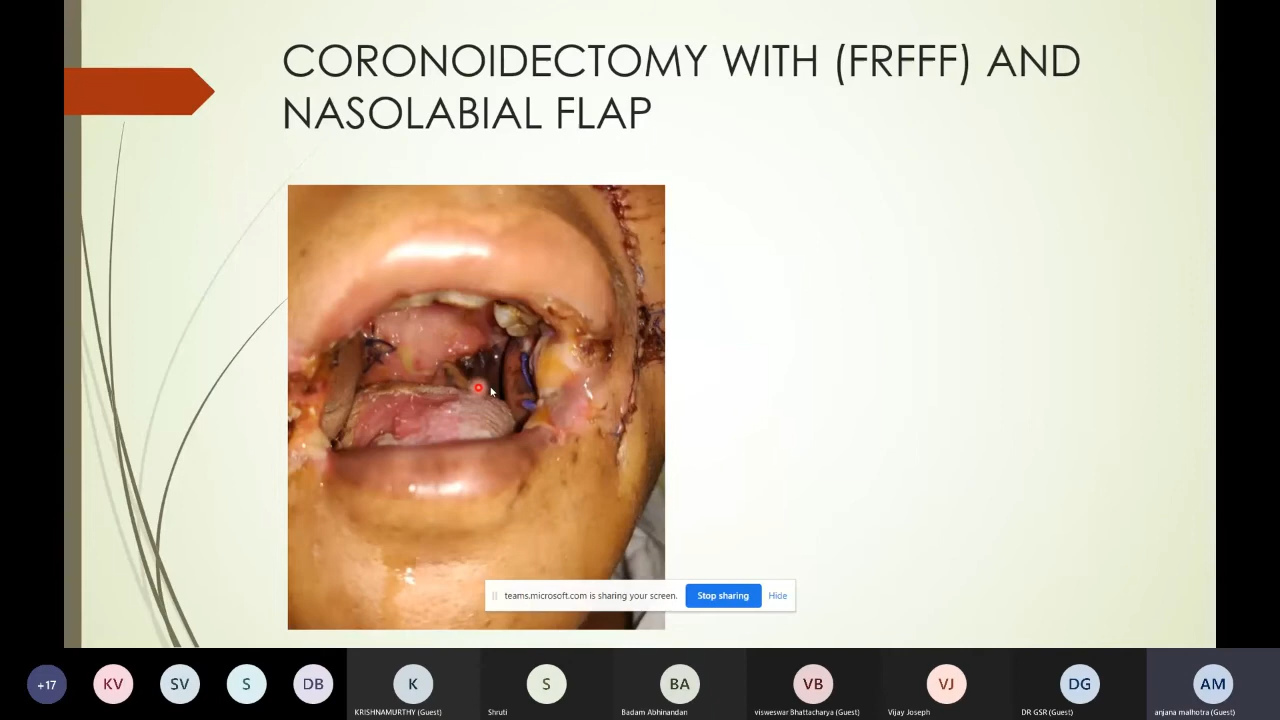 CORONOIDECTOMY WITH (FRFFF) AND
NASOLABIAL FLAP
teams.microsoft.com is sharing your screen. Stop sharing Hide
+17 KV SV S DB K S BA VB VJ DG AM
KRISHNAMURTHY (Guest) Shruti Badam Abhinandan visweswar Bhattacharya (Guest) Vijay Joseph DR GSR (Guest) anjana malhotra (Guest)